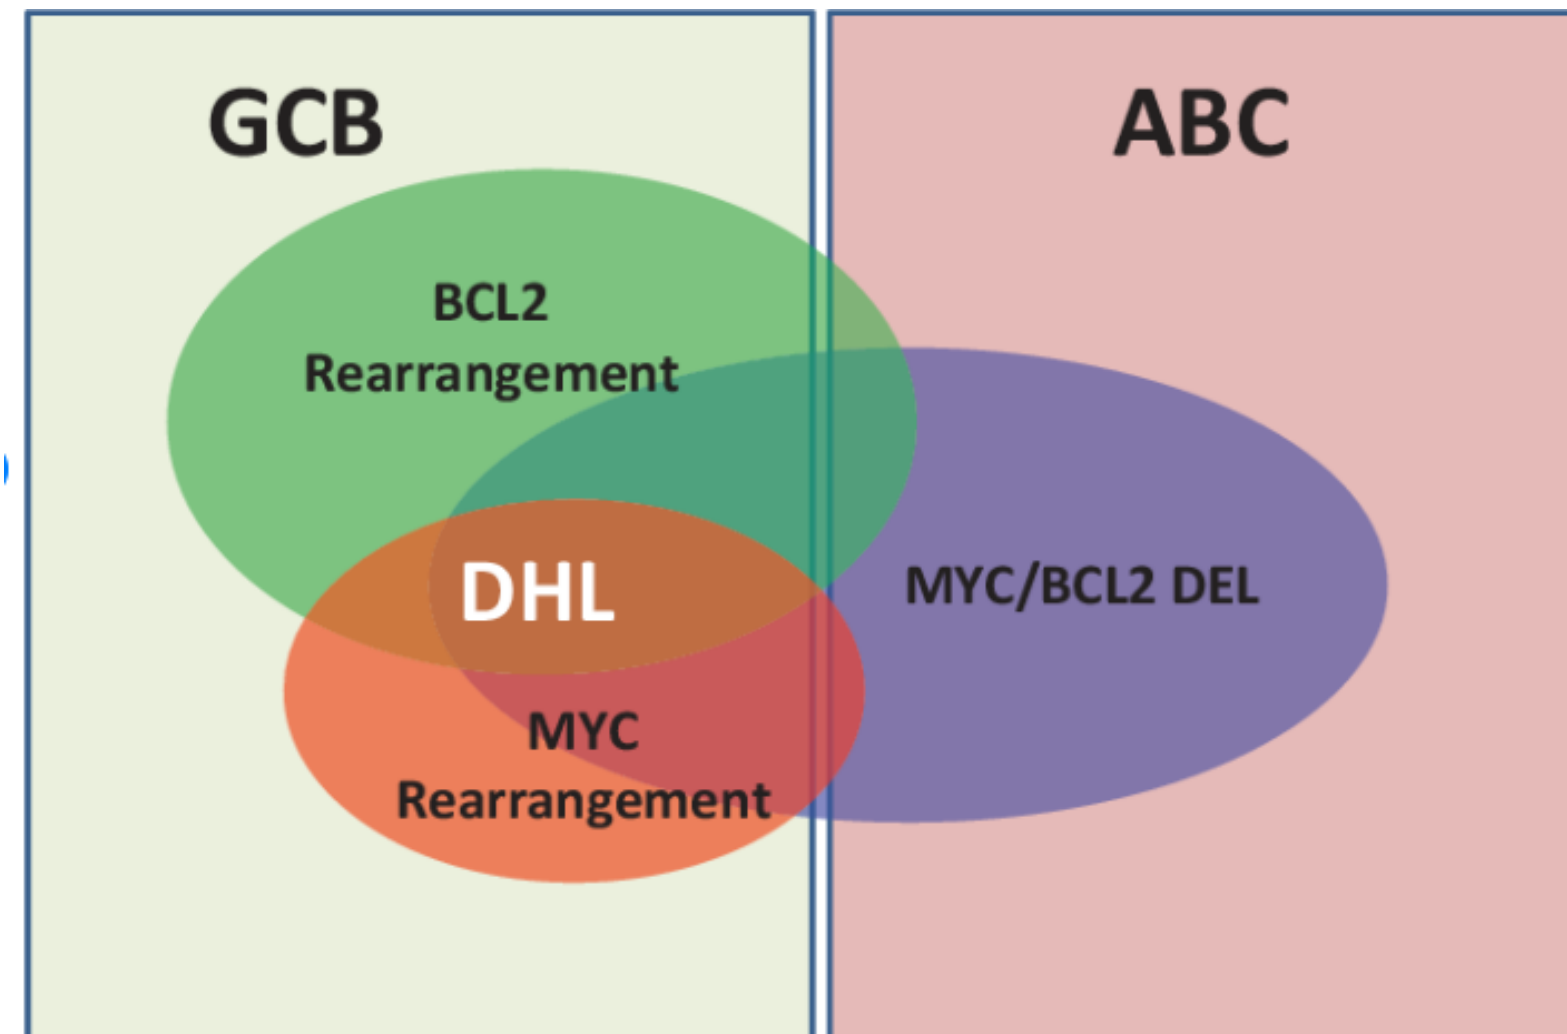 GCB
ABC
BCL2
Rearrangement
DHL
MYC/BCL2 DEL
MYC
Rearrangement